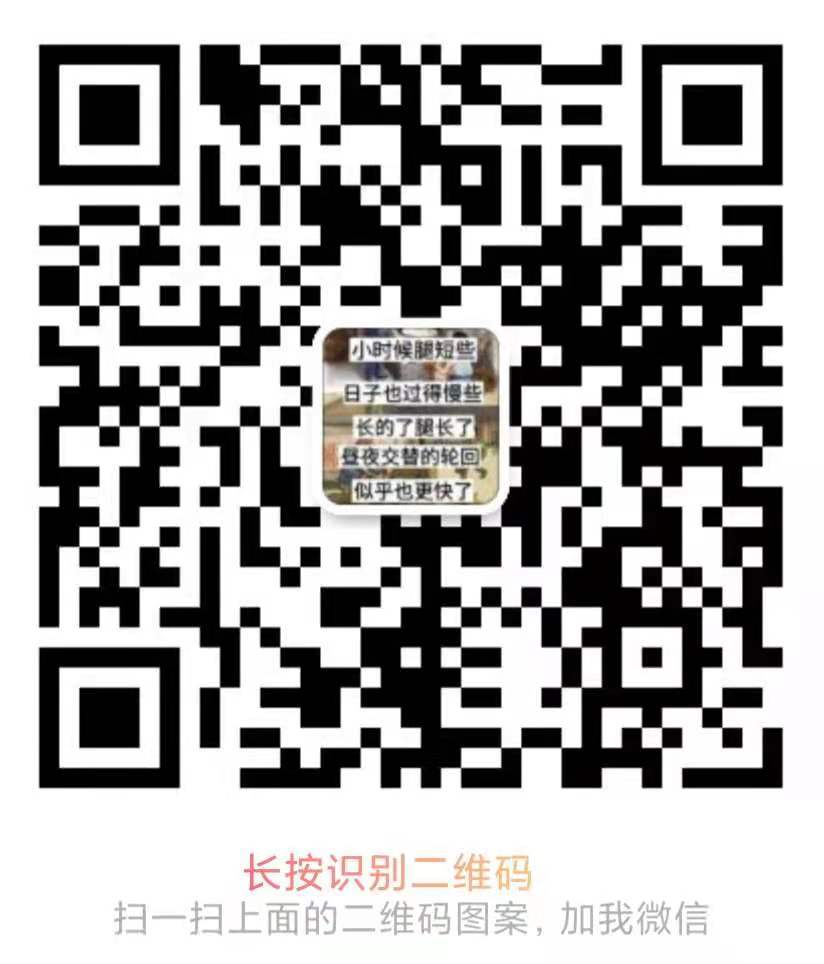 小时候腿短些
日子也过得慢些
长的了腿长了
昼夜交替的轮回
似乎也更快了
长按识别二维码
扫一扫上面的二维码图案，加我微信